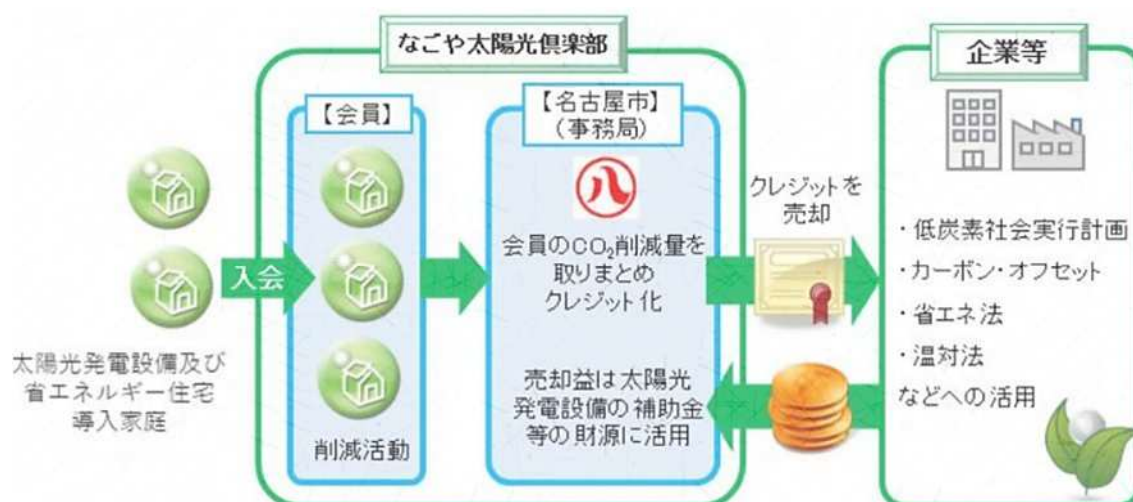 なごや太陽光倶楽部
企業等
【会員】
【名古屋市】
(事務局)
八
入会
太陽光発電設備及び
省エネルギー住宅
導入家庭
削減活動
会員のCO₂削減量を
取りまとめ
クレジット化
売却益は太陽光
発電設備の補助金
等の財源に活用
クレジットを
売却
・低炭素社会実行計画
・カーボン・オフセット
・省エネ法
・温対法
などへの活用